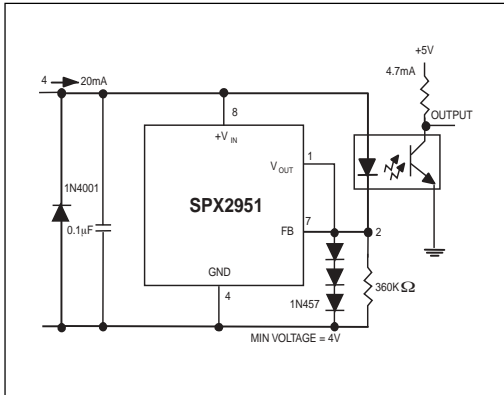 +5V
4.7mA
4 20mA
OUTPUT
8
+V IN
1
V OUT
1N4001
SPX2951
7
FB
2
0.1µF
GND
360KΩ
4
1N457
MIN VOLTAGE = 4V